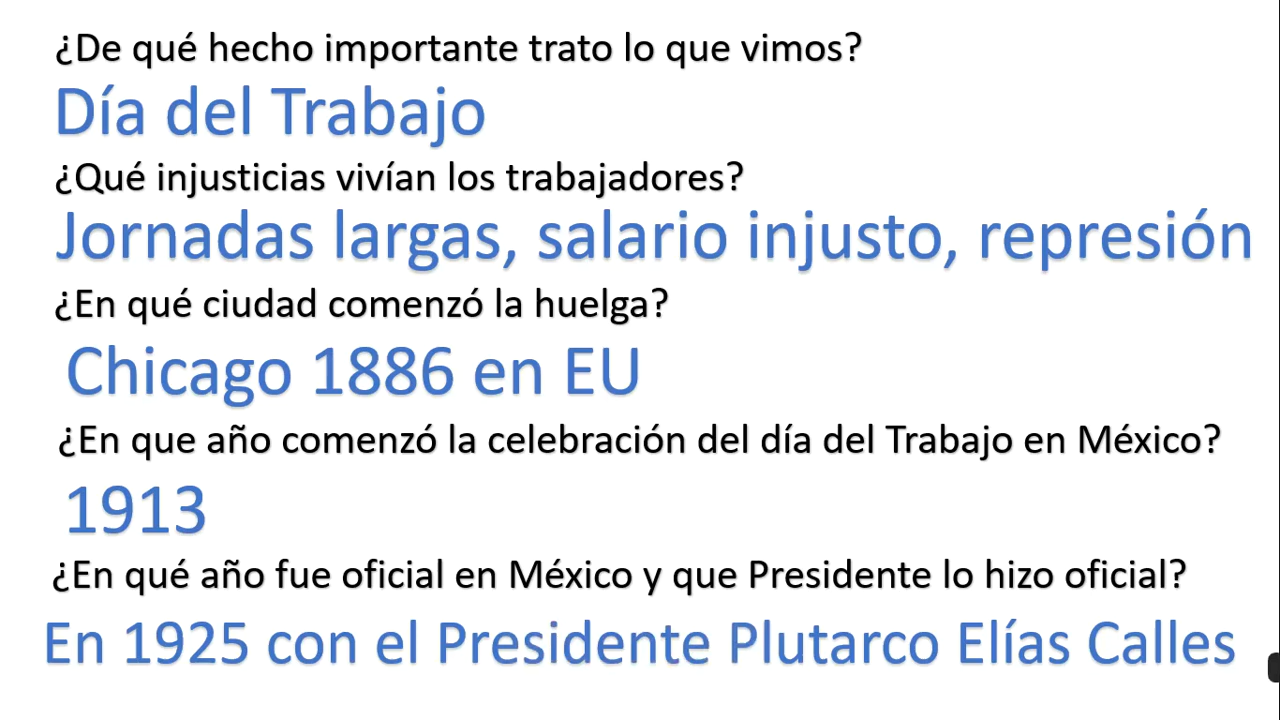 ¿De qué hecho importante trato lo que vimos?
Día del Trabajo
¿Qué injusticias vivían los trabajadores?
Jornadas largas, salario injusto, represión
¿En qué ciudad comenzó la huelga?
Chicago 1886 en EU
¿En que año comenzó la celebración del día del Trabajo en México?
1913
¿En qué año fue oficial en México y que Presidente lo hizo oficial?
En 1925 con el Presidente Plutarco Elías Calles